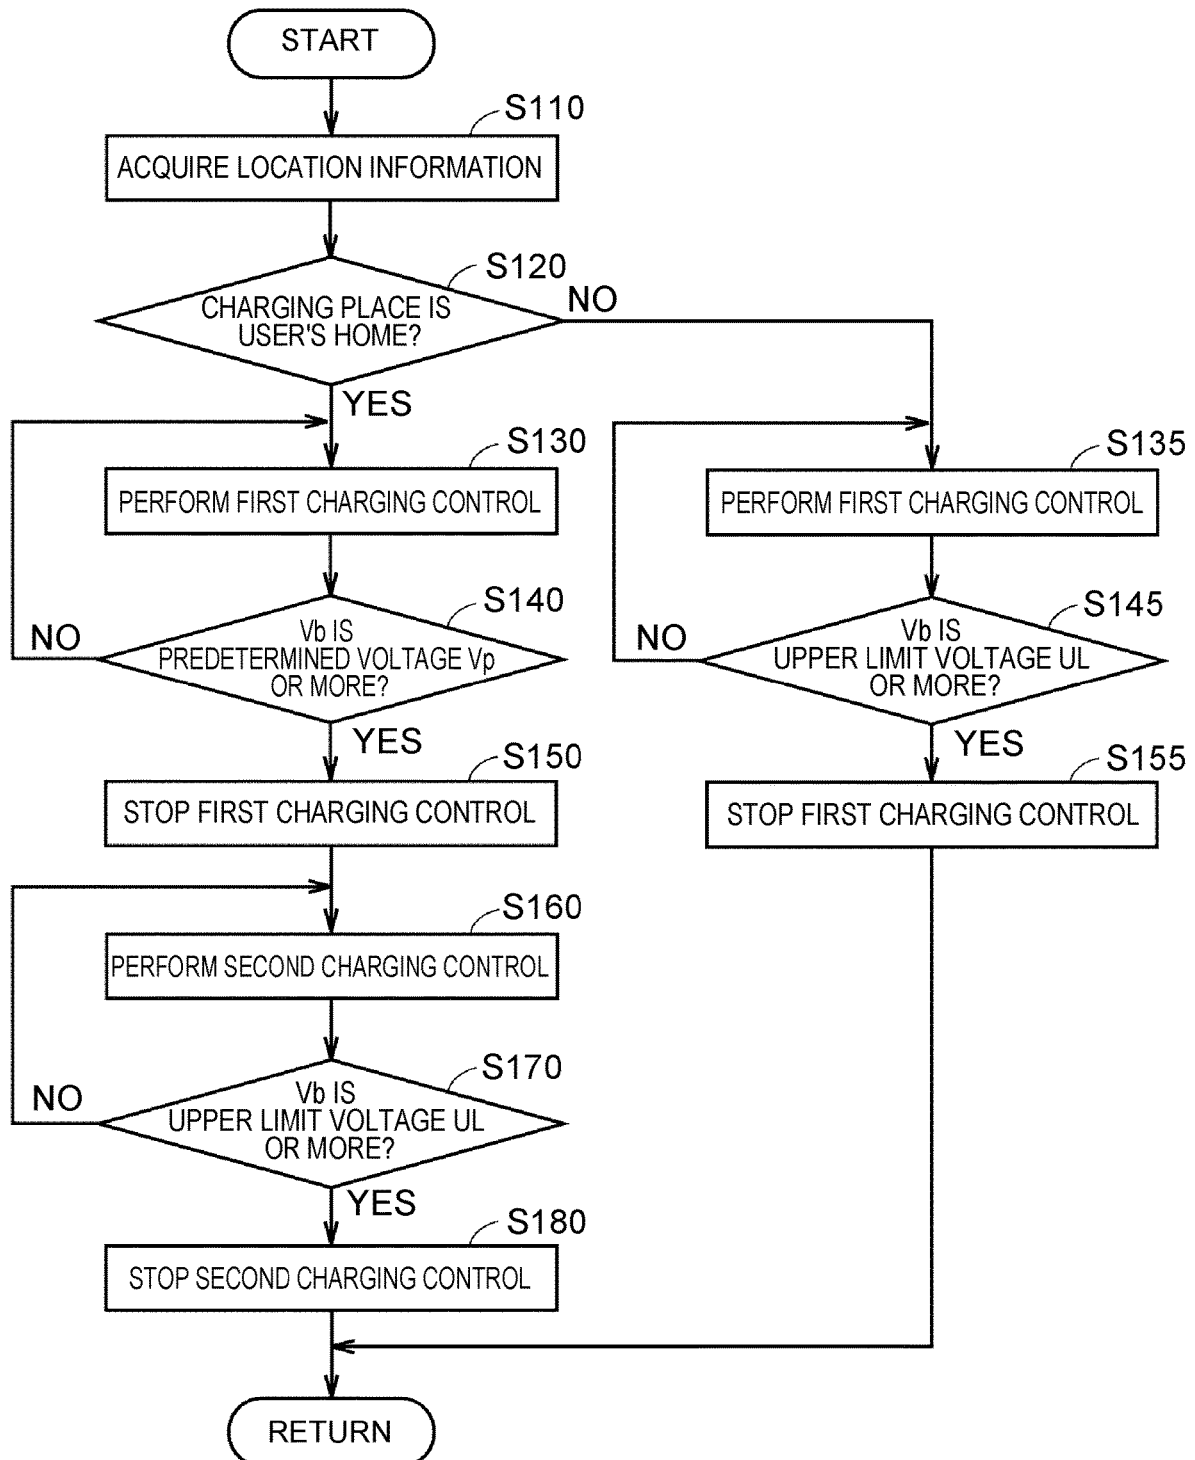 START
S110
ACQUIRE LOCATION INFORMATION
S120
CHARGING PLACE IS
USER'S HOME?
NO
YES
S130
PERFORM FIRST CHARGING CONTROL
S140
Vb IS
PREDETERMINED VOLTAGE Vp
OR MORE?
NO
YES
S150
STOP FIRST CHARGING CONTROL
S160
PERFORM SECOND CHARGING CONTROL
S170
Vb IS
UPPER LIMIT VOLTAGE UL
OR MORE?
NO
YES
S180
STOP SECOND CHARGING CONTROL
S135
PERFORM FIRST CHARGING CONTROL
S145
Vb IS
UPPER LIMIT VOLTAGE UL
OR MORE?
NO
YES
S155
STOP FIRST CHARGING CONTROL
RETURN